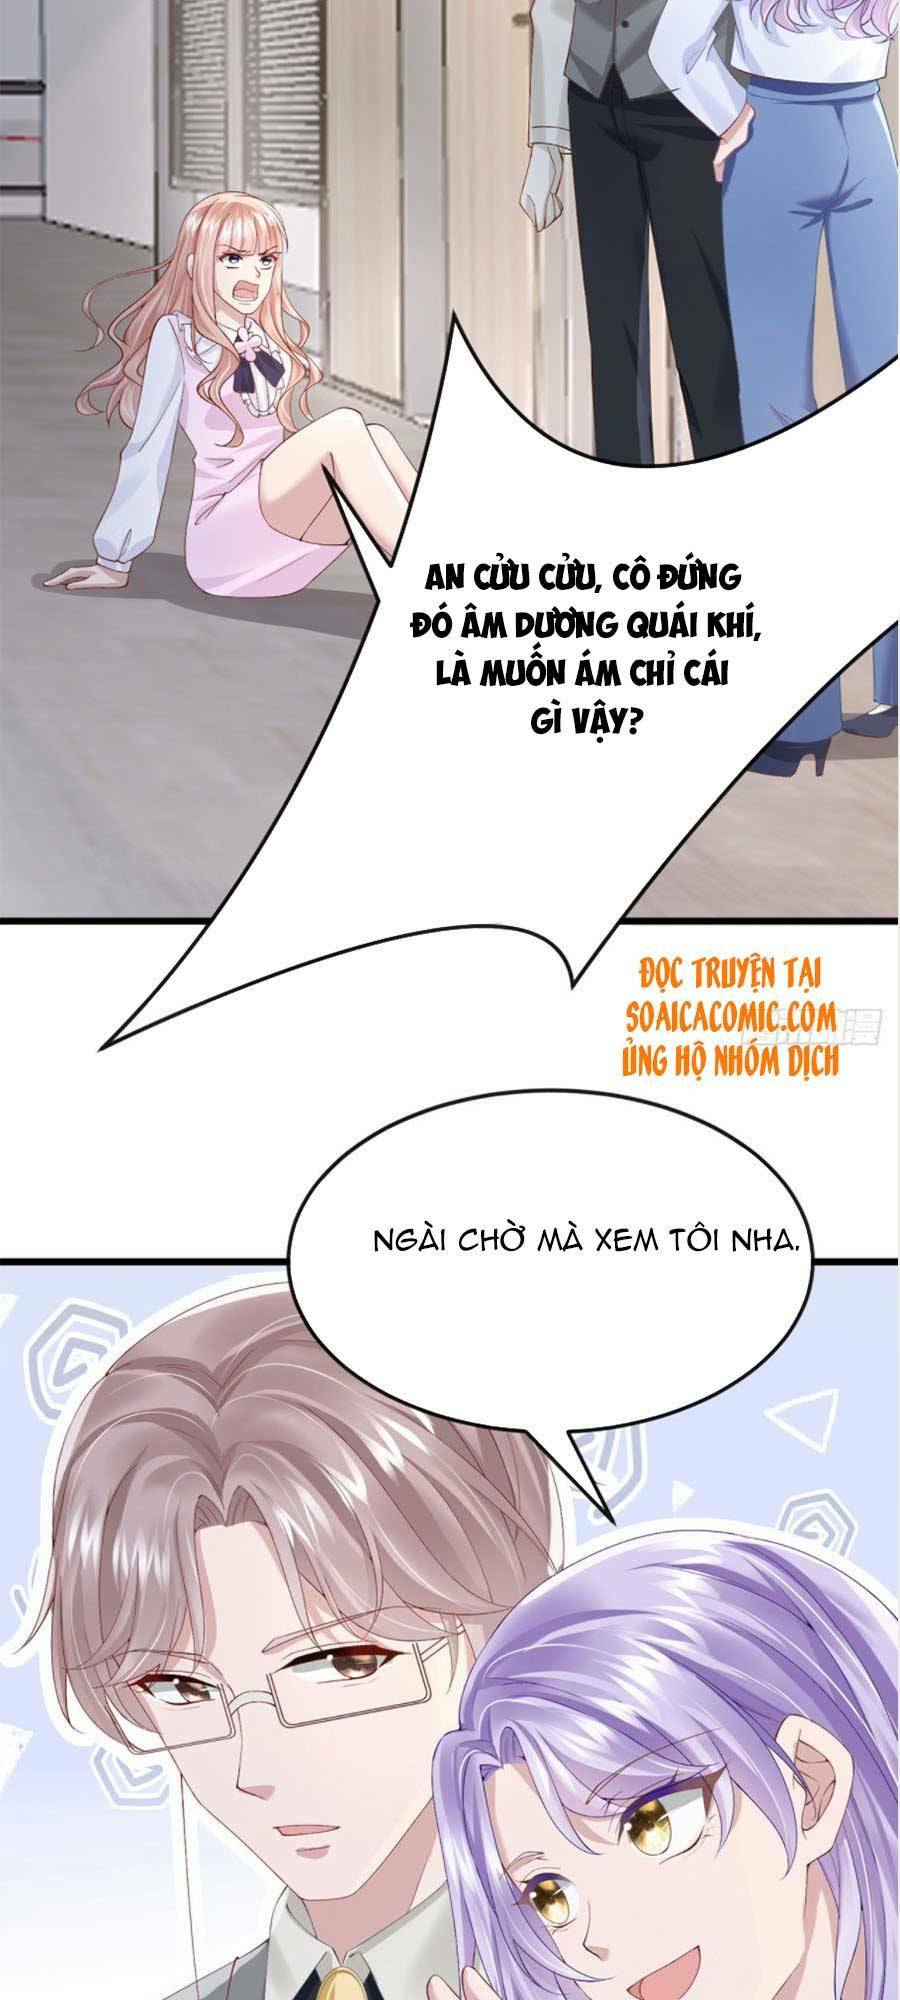 AN CỬU CỬU, CÔ ĐỨNG
ĐÓ ÂM DƯƠNG QUÁI KHÍ,
LÀ MUỐN ÁM CHỈ CÁI
GÌ VẬY?
ĐỌC TRUYỆN TẠI
SOAICACOMIC.COM
ỦNG HỘ NHÓM DỊCH
NGÀI CHỜ MÀ XEM TÔI NHA.